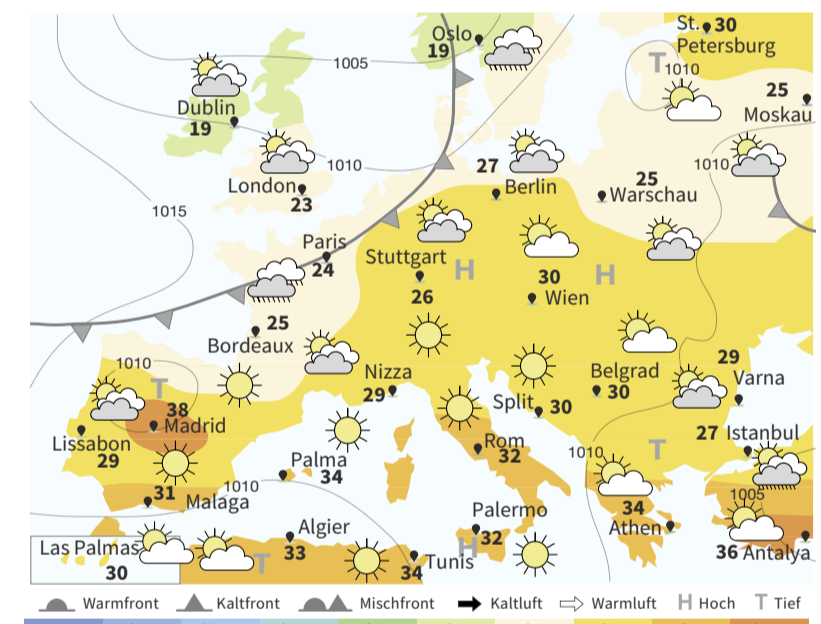 Oslo
19
St. 30
Petersburg
1005
T
1010
25
Moskau
Dublin
19
1010
1010
27
Berlin
25
Warschau
London
23
1015
Paris
24
Stuttgart
26
H
H
30
Wien
25
Bordeaux
1010
T
38
Madrid
Nizza
29
Split 30
Belgrad
30
29
Varna
Lissabon
29
Rom
32
1010
T
27 Istanbul
Palma
34
31 Malaga
1010
1005
Palermo
32
H
34
Athen
Las Palmas
30
T
Algier
33
34 Tunis
36 Antalya
Warmfront Kaltfront Mischfront Kaltluft Warmluft H Hoch T Tief